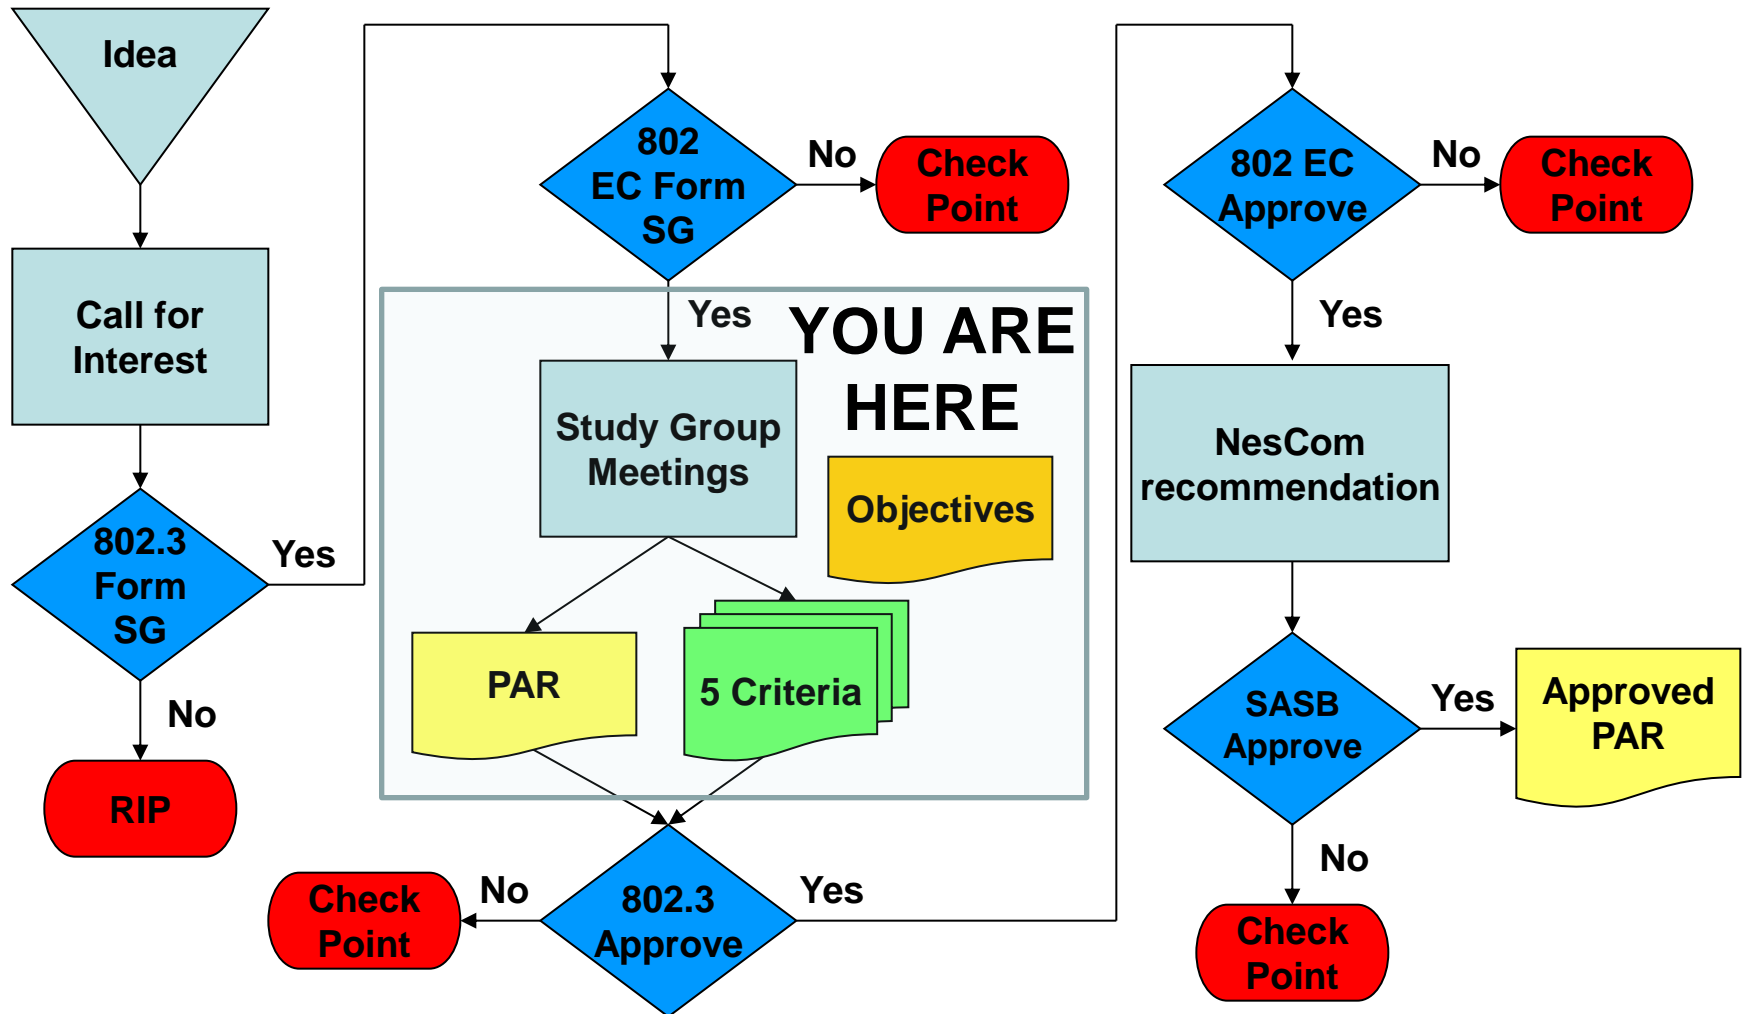 Idea
Call for
Interest
802.3
Form
SG
Yes
No
RIP
802
EC Form
SG
No
Check
Point
Yes
YOU ARE
HERE
Study Group
Meetings
Objectives
PAR
5 Criteria
802.3
Approve
No
Check
Point
Yes
802 EC
Approve
No
Check
Point
Yes
NesCom
recommendation
SASB
Approve
Yes
Approved
PAR
No
Check
Point